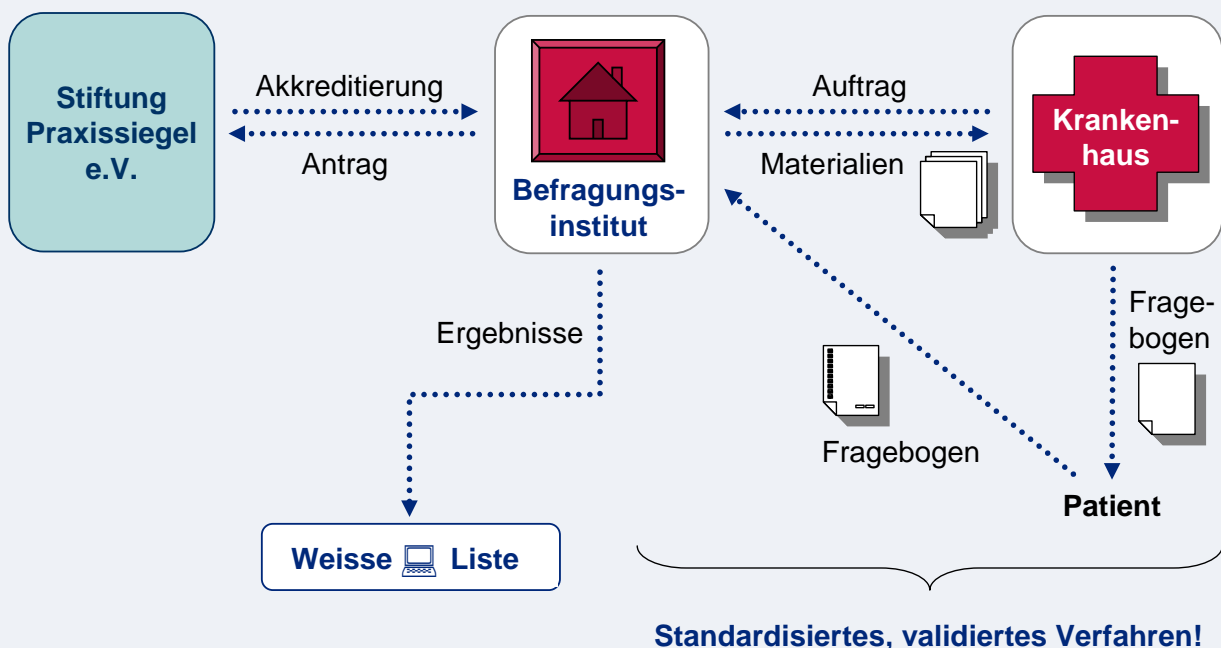 Stiftung
Praxissiegel
e.V.
Akkreditierung
Antrag
Befragungs-
institut
Auftrag
Materialien
Kranken-
haus
Ergebnisse
Frage-
bogen
Fragebogen
Patient
Weisse Liste
Standardisiertes, validiertes Verfahren!